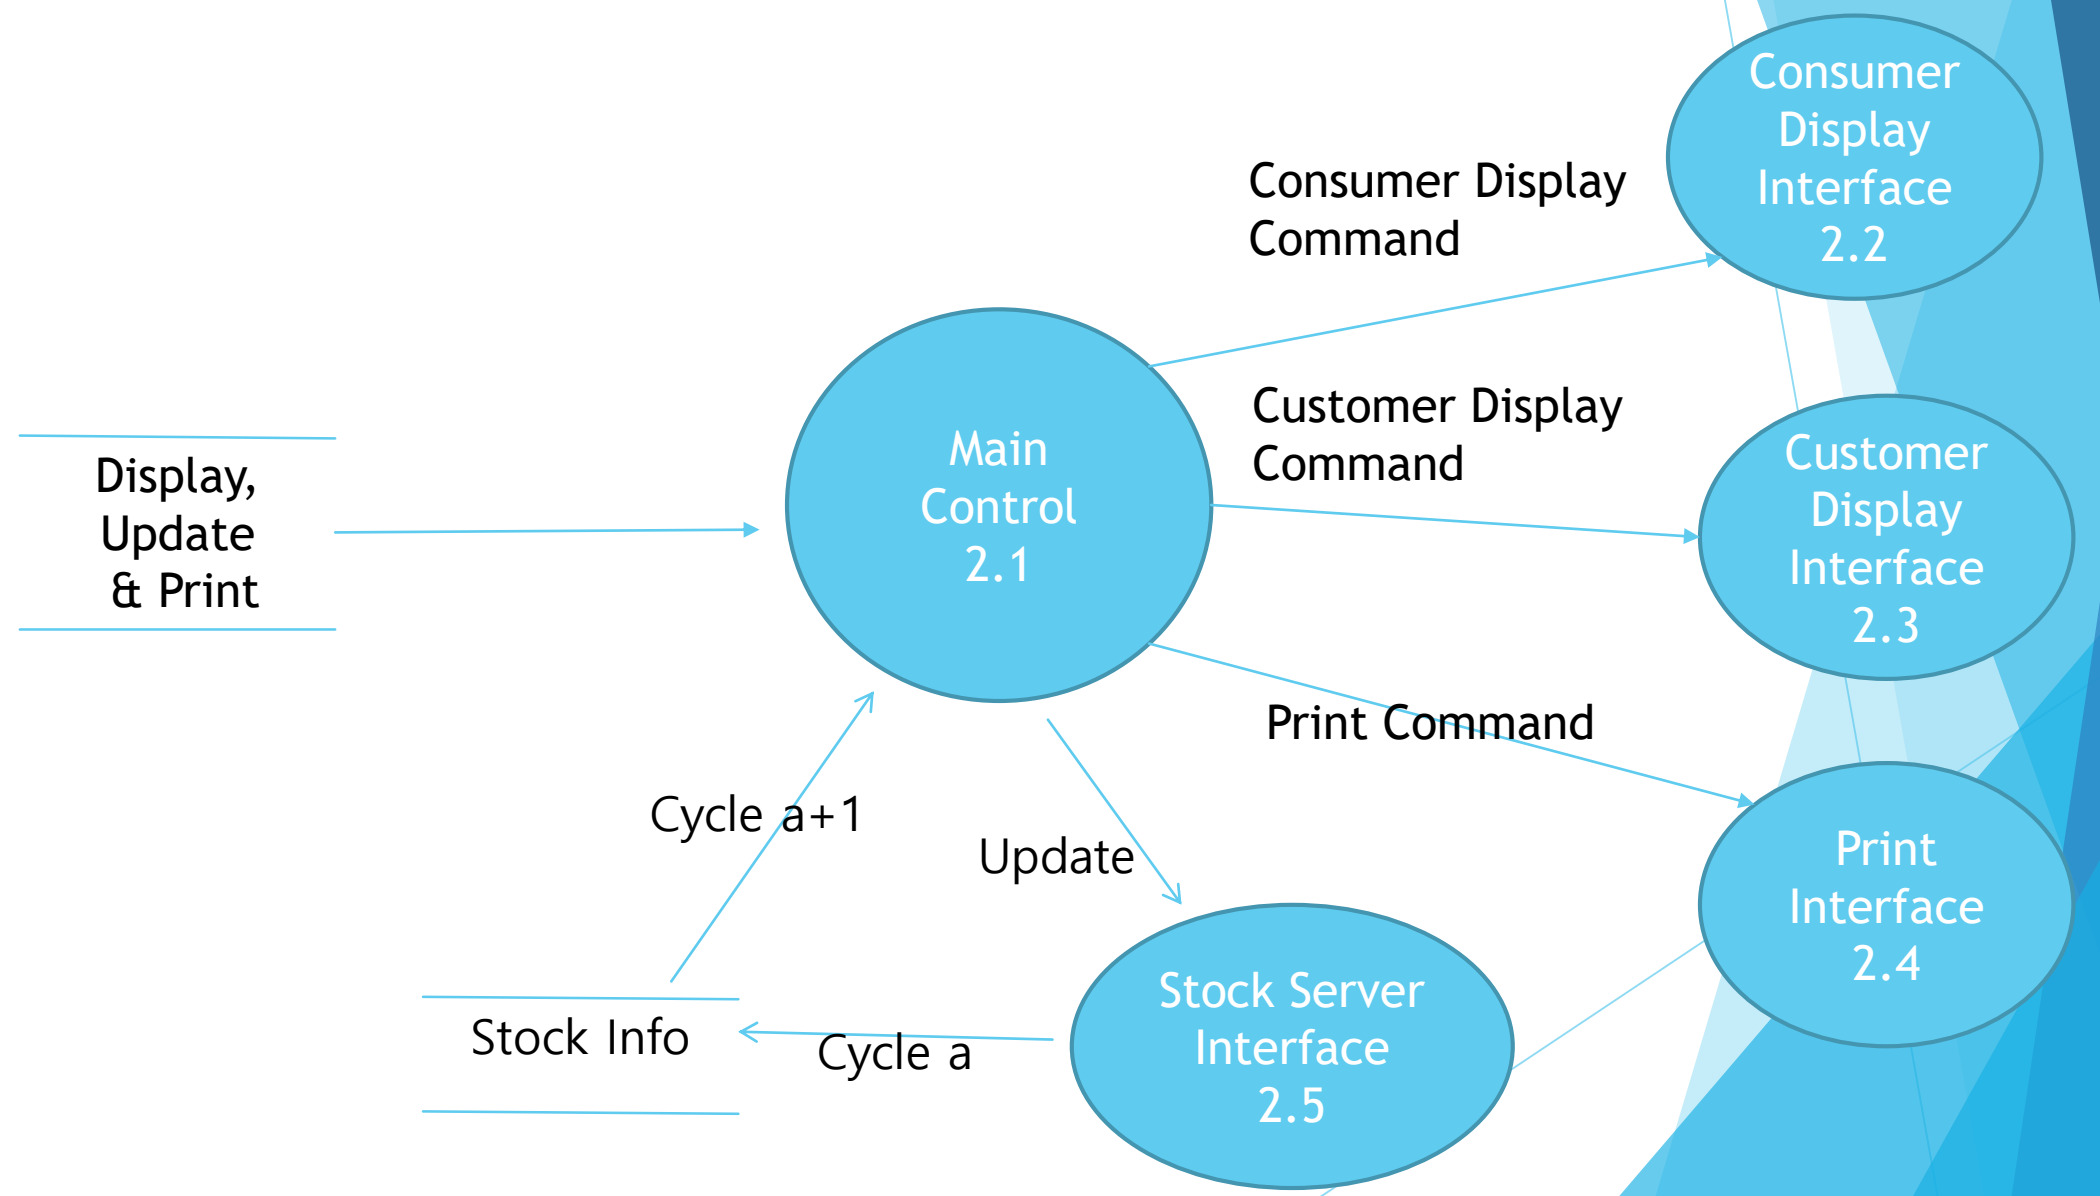 Consumer
Display
Interface
2.2
Consumer Display
Command
Customer Display
Command
Customer
Display
Interface
2.3
Main
Control
2.1
Display,
Update
& Print
Print Command
Cycle a+1
Update
Print
Interface
2.4
Stock Server
Interface
2.5
Stock Info
Cycle a